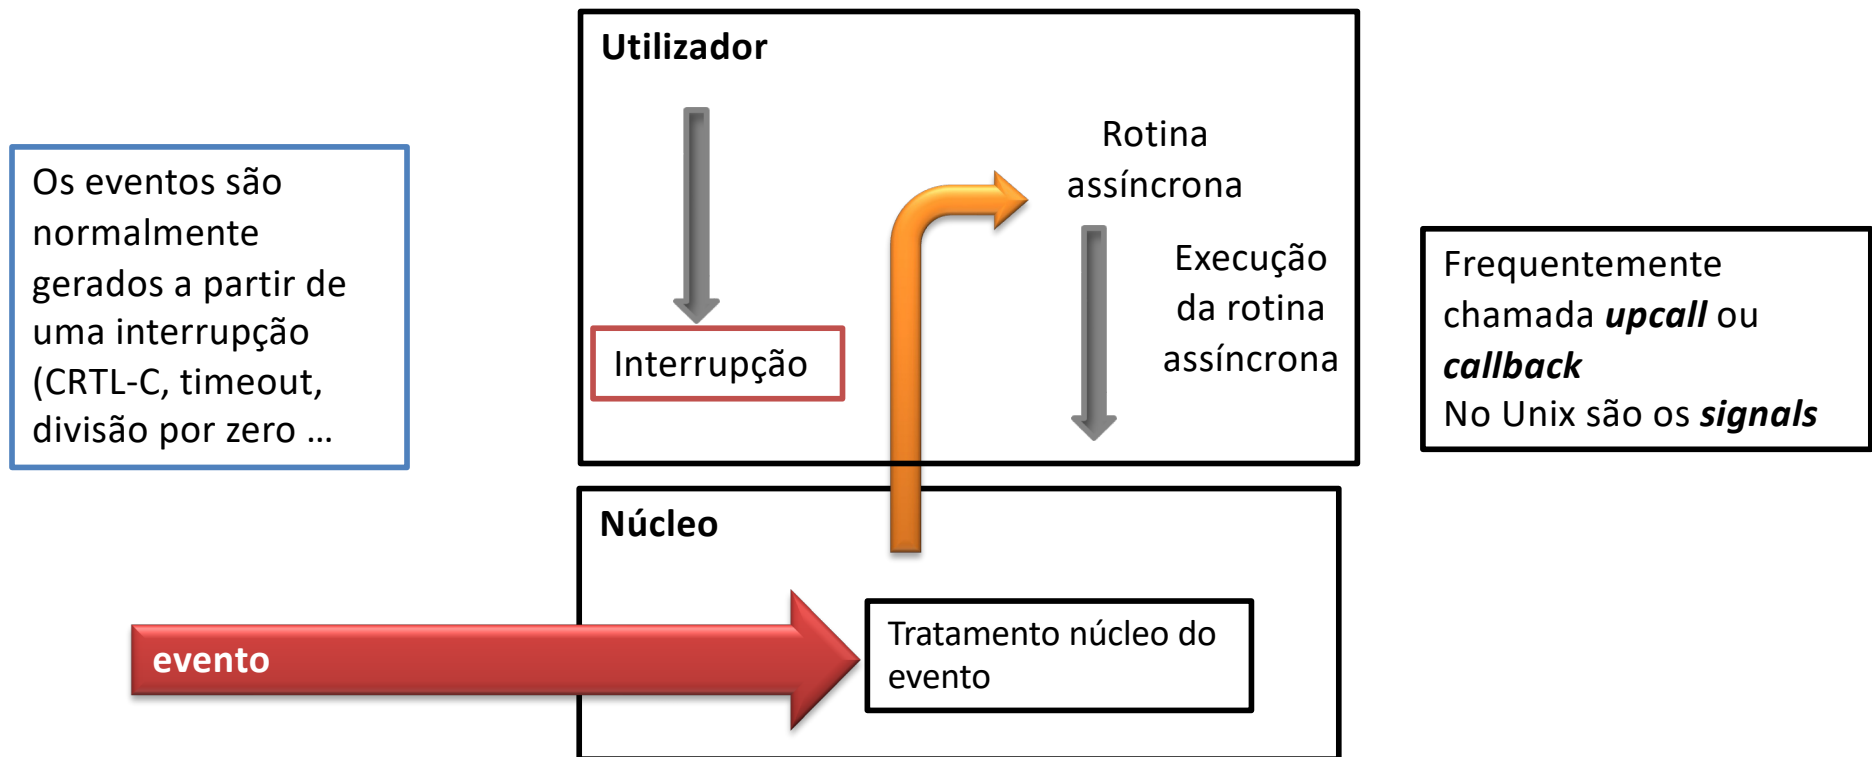 Utilizador
Os eventos são
normalmente
gerados a partir de
uma interrupção
(CRTL-C, timeout,
divisão por zero …
Interrupção
Rotina
assíncrona
Execução
da rotina
assíncrona
Frequentemente
chamada upcall ou
callback
No Unix são os signals
Núcleo
evento
Tratamento núcleo do
evento